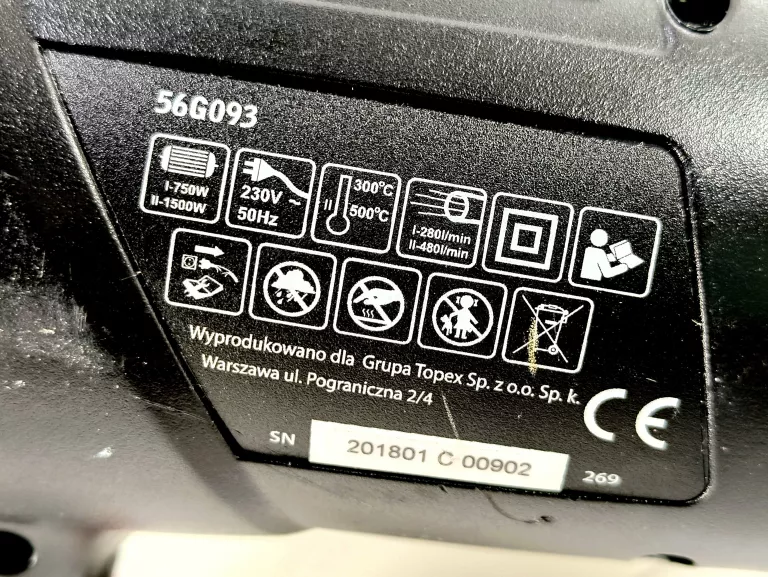 56G093
I-750W
II-1500W
230V ~
50Hz
II
300°C
500°C
I-280l/min
II-480l/min
Wyprodukowano dla Grupa Topex Sp. z o.o. Sp. k.
Warszawa ul. Pograniczna 2/4
CE
SN 201801 C 00902 269